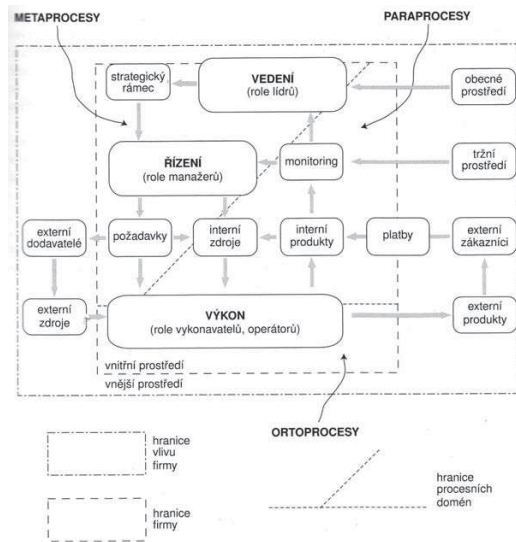 METAPROCESY
PARAPROCESY
strategický
rámec
VEDENÍ
(role lídrů)
obecné
prostředí
ŘÍZENÍ
(role manažerů)
monitoring
tržní
prostředí
externí
dodavatelé
požadavky
interní
zdroje
interní
produkty
platby
externí
zákazníci
externí
zdroje
VÝKON
(role vykonavatelů, operátorů)
externí
produkty
vnitřní prostředí
vnější prostředí
ORTOPROCESY
hranice
vlivu
firmy
hranice
procesních
domén
hranice
firmy